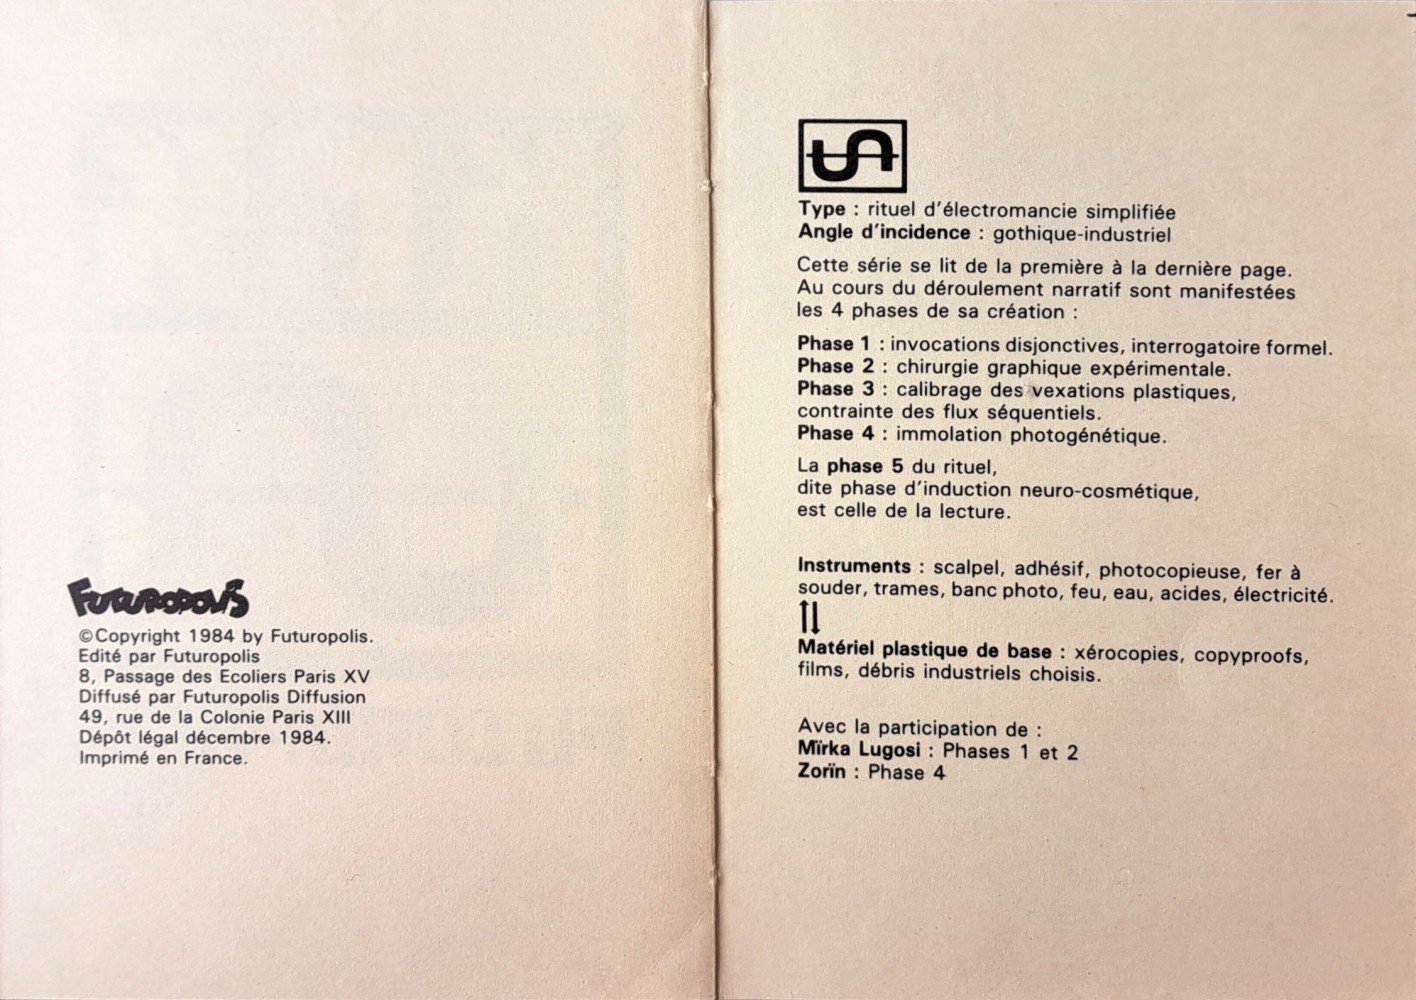 FUTUROPOLIS
©Copyright 1984 by Futuropolis.
Edité par Futuropolis
8, Passage des Ecoliers Paris XV
Diffusé par Futuropolis Diffusion
49, rue de la Colonie Paris XIII
Dépôt légal décembre 1984.
Imprimé en France.
Type : rituel d'électromancie simplifiée
Angle d'incidence : gothique-industriel
Cette série se lit de la première à la dernière page.
Au cours du déroulement narratif sont manifestées
les 4 phases de sa création :
Phase 1 : invocations disjonctives, interrogatoire formel.
Phase 2 : chirurgie graphique expérimentale.
Phase 3 : calibrage des vexations plastiques,
contrainte des flux séquentiels.
Phase 4 : immolation photogénétique.
La phase 5 du rituel,
dite phase d'induction neuro-cosmétique,
est celle de la lecture.
Instruments : scalpel, adhésif, photocopieuse, fer à
souder, trames, banc photo, feu, eau, acides, électricité.
Matériel plastique de base : xérocopies, copyproofs,
films, débris industriels choisis.
Avec la participation de :
Mïrka Lugosi : Phases 1 et 2
Zorïn : Phase 4